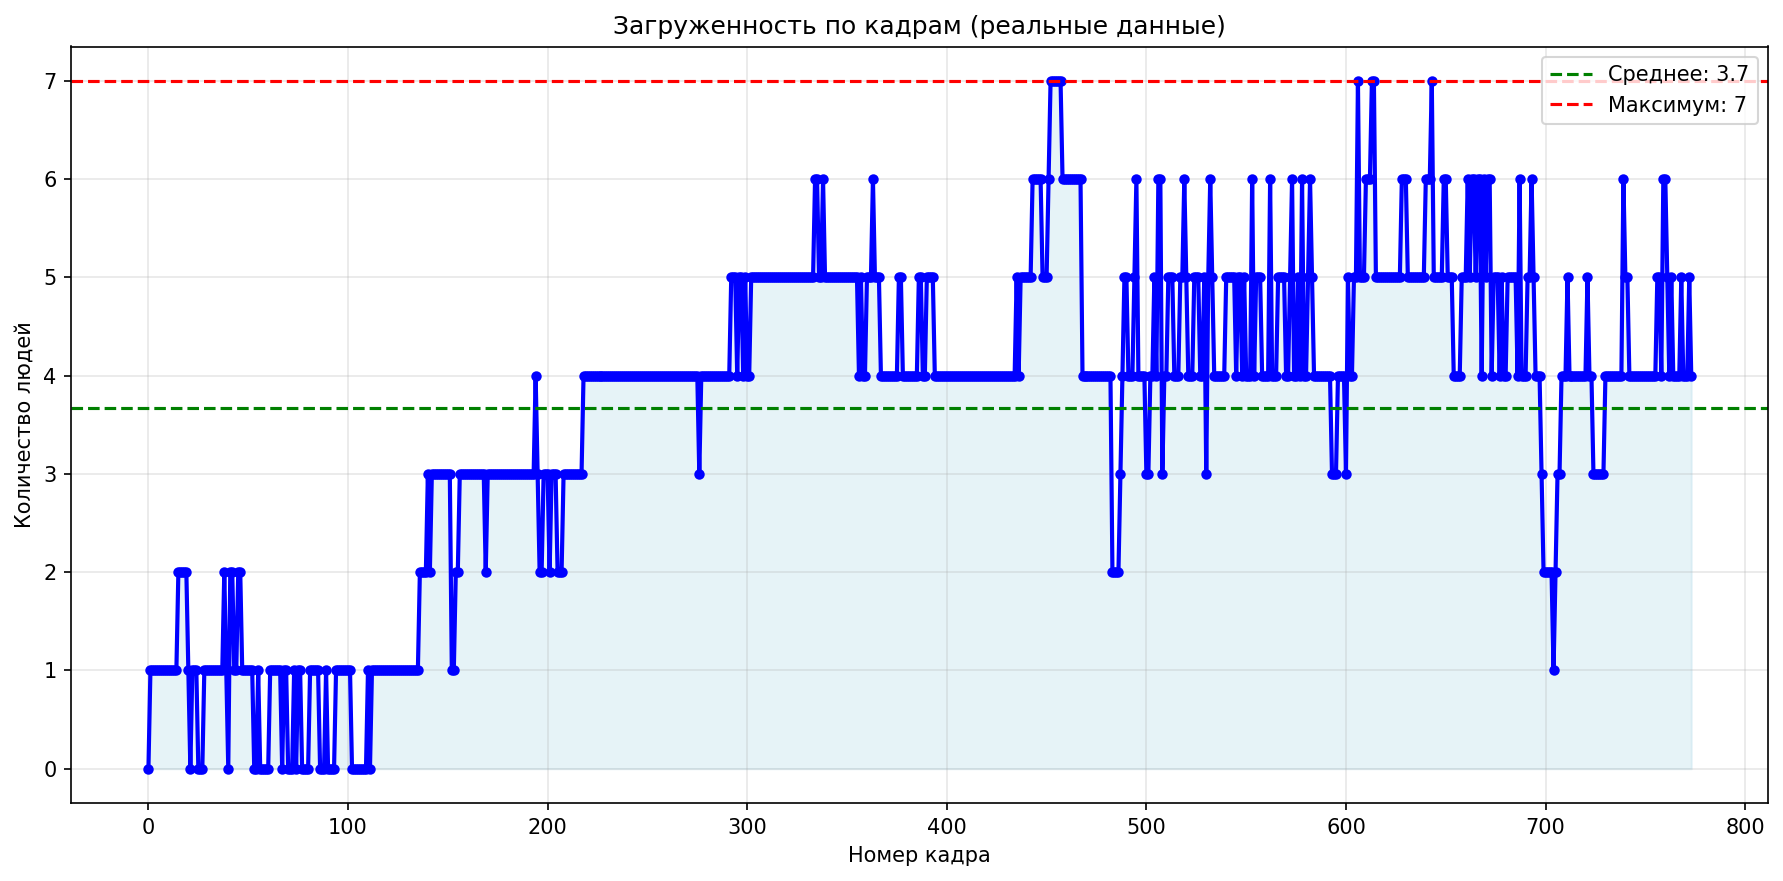 Загруженность по кадрам (реальные данные)
Среднее: 3.7
Максимум: 7
Количество людей
7
6
5
4
3
2
1
0
0 100 200 300 400 500 600 700 800
Номер кадра